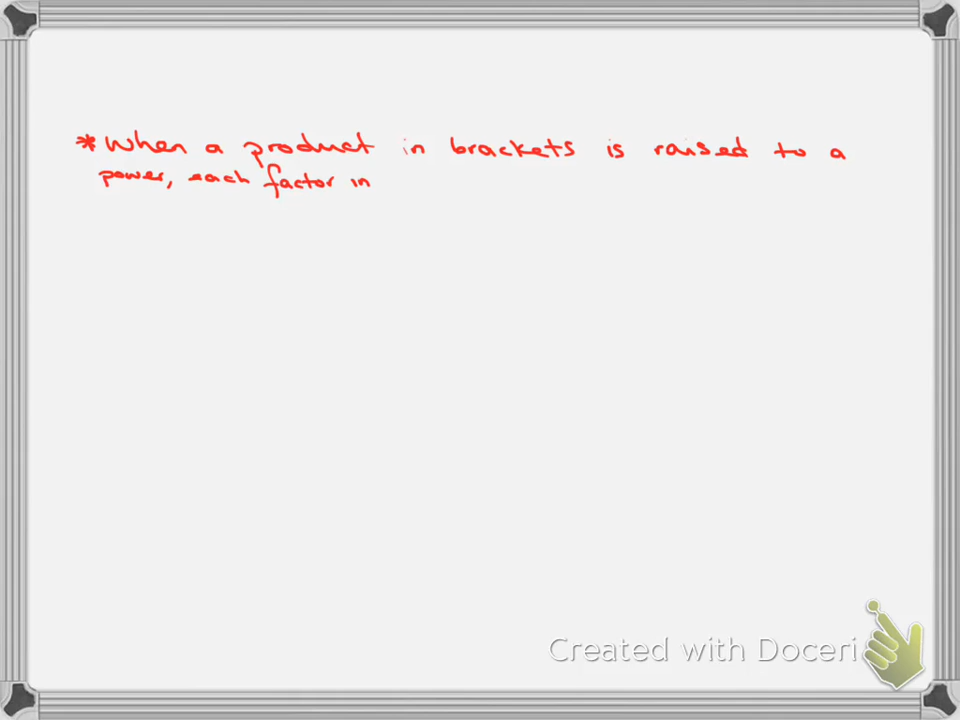 *When a product in brackets is raised to a
power, each factor in
Created with Doceri